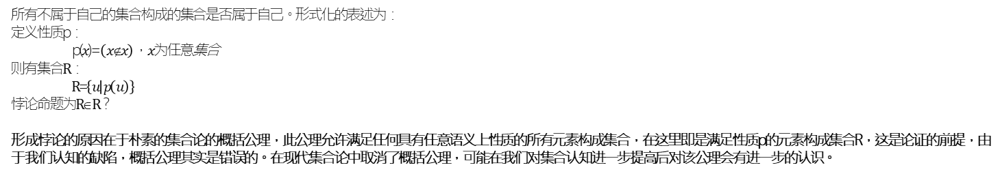 所有不属于自己的集合构成的集合是否属于自己。形式化的表述为：
定义性质p：
p(x)=(x∉x)，x为任意集合
则有集合R：
R={u|p(u)}
悖论命题为R∈R？
形成悖论的原因在于朴素的集合论的概括公理，此公理允许满足任何具有任意语义上性质的所有元素构成集合，在这里即是满足性质p的元素构成集合R，这是论证的前提，由
于我们认知的缺陷，概括公理其实是错误的。在现代集合论中取消了概括公理，可能在我们对集合认知进一步提高后对该公理会有进一步的认识。